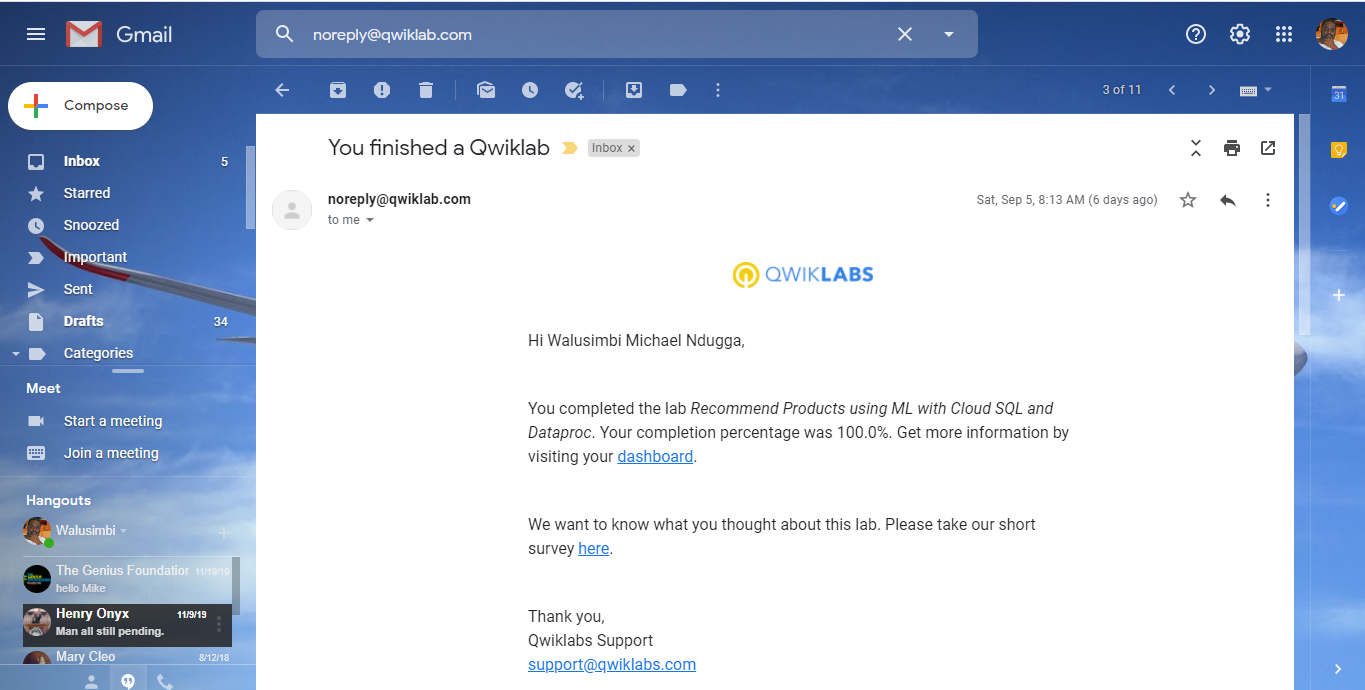 Gmail
noreply@qwiklab.com
Compose
3 of 11
31
Inbox 5
Starred
Snoozed
Important
Sent
Drafts 34
Categories
Meet
Start a meeting
Join a meeting
Hangouts
Walusimbi
The Genius Foundation 11/19/19
hello Mike
Henry Onyx 11/9/19
Man all still pending.
Mary Cleo 8/12/18
You finished a Qwiklab
Inbox x
noreply@qwiklab.com
Sat, Sep 5, 8:13 AM (6 days ago)
to me
QWIKLABS
Hi Walusimbi Michael Ndugga,
You completed the lab Recommend Products using ML with Cloud SQL and
Dataproc. Your completion percentage was 100.0%. Get more information by
visiting your dashboard.
We want to know what you thought about this lab. Please take our short
survey here.
Thank you,
Qwiklabs Support
support@qwiklabs.com